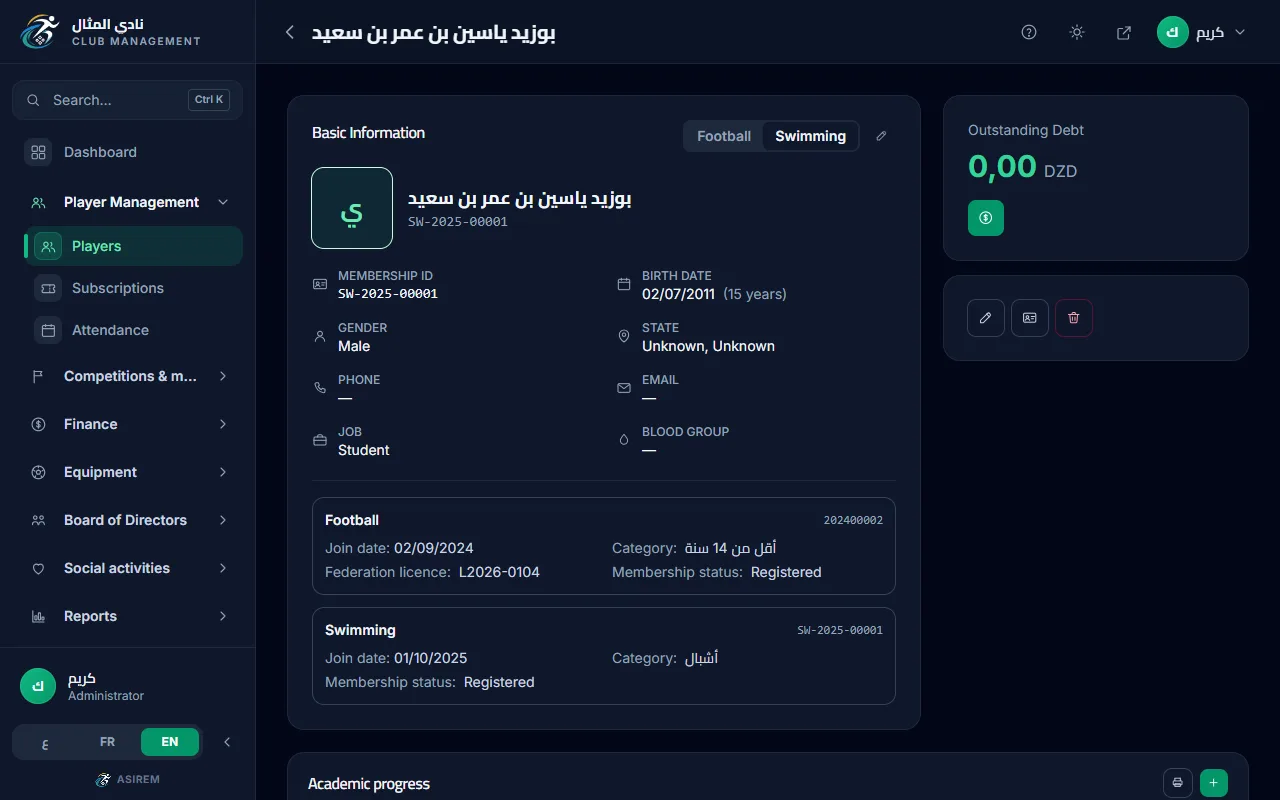 نادي المثال
CLUB MANAGEMENT
Search...
Ctrl K
Dashboard
Player Management
Players
Subscriptions
Attendance
Competitions & m...
Finance
Equipment
Board of Directors
Social activities
Reports
ك
كريم
Administrator
ع
FR
EN
ASIREM
بوزيد ياسين بن عمر بن سعيد
ك
كريم
Basic Information
Football
Swimming
ي
بوزيد ياسين بن عمر بن سعيد
SW-2025-00001
MEMBERSHIP ID
SW-2025-00001
BIRTH DATE
02/07/2011 (15 years)
GENDER
Male
STATE
Unknown, Unknown
PHONE
—
EMAIL
—
JOB
Student
BLOOD GROUP
—
Football
202400002
Join date: 02/09/2024
Category: أقل من 14 سنة
Federation licence: L2026-0104
Membership status: Registered
Swimming
SW-2025-00001
Join date: 01/10/2025
Category: أشبال
Membership status: Registered
Academic progress
Outstanding Debt
0,00 DZD